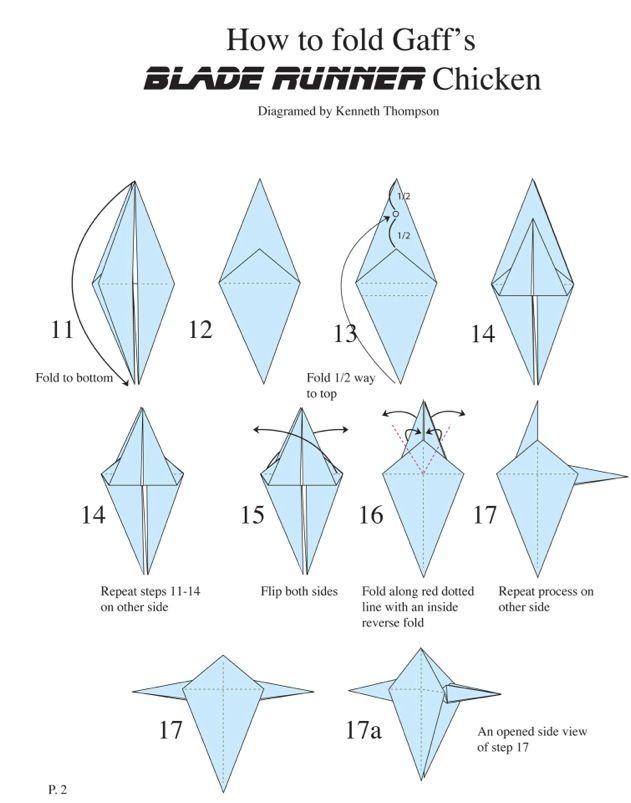 How to fold Gaff's
BLADE RUNNER Chicken
Diagramed by Kenneth Thompson
1/2
1/2
11
12
13
14
Fold to bottom
Fold 1/2 way
to top
14
15
16
17
Repeat steps 11-14
on other side
Flip both sides
Fold along red dotted
line with an inside
reverse fold
Repeat process on
other side
17
17a
An opened side view
of step 17
P. 2